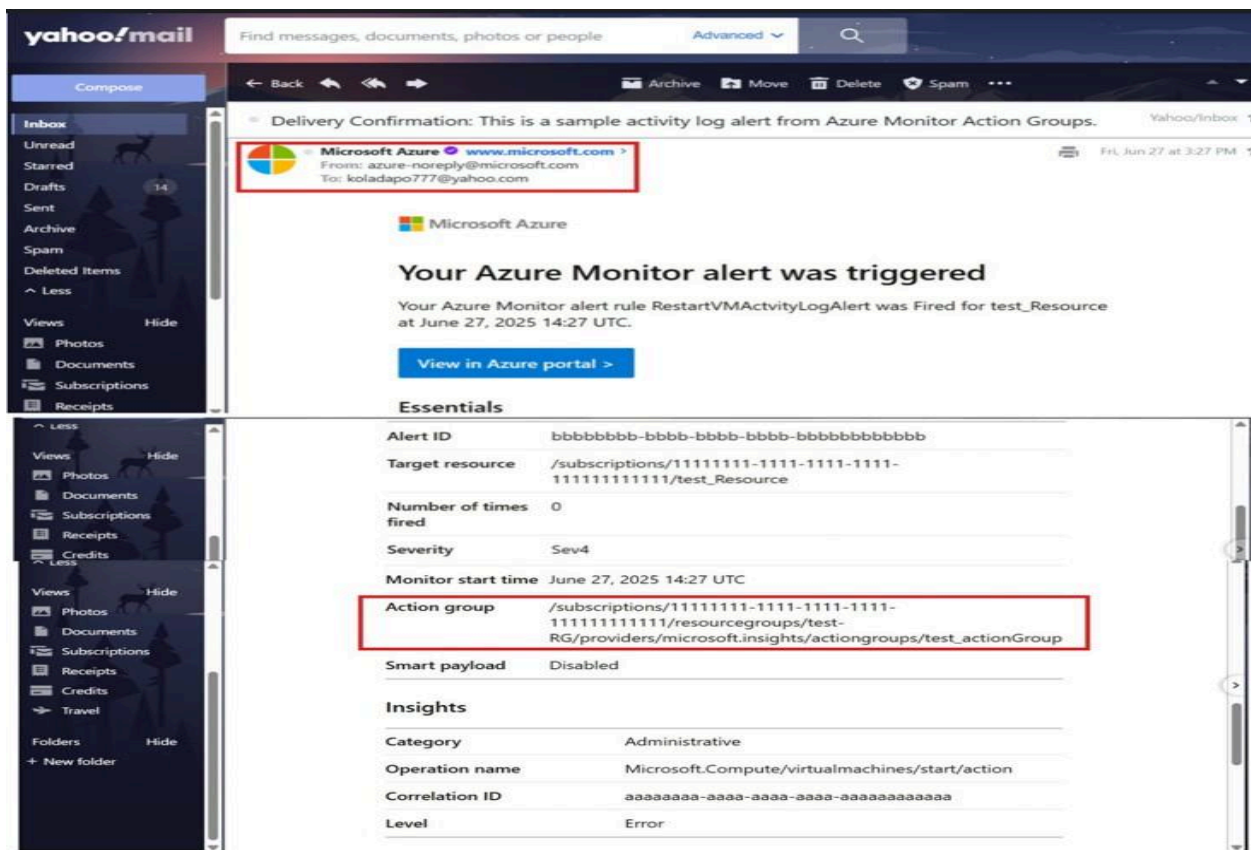 yahoo!mail
Find messages, documents, photos or people
Advanced
Compose
Back
Archive
Move
Delete
Spam
Inbox
Unread
Starred
Drafts
14
Sent
Archive
Spam
Deleted Items
Less
Views
Hide
Photos
Documents
Subscriptions
Receipts
Delivery Confirmation: This is a sample activity log alert from Azure Monitor Action Groups.
Yahoo/Inbox
Microsoft Azure www.microsoft.com
From: azure-noreply@microsoft.com
To: koladapo777@yahoo.com
Fri, Jun 27 at 3:27 PM
Microsoft Azure
Your Azure Monitor alert was triggered
Your Azure Monitor alert rule RestartVMActvityLogAlert was Fired for test_Resource
at June 27, 2025 14:27 UTC.
View in Azure portal >
Essentials
Less
Views
Hide
Photos
Documents
Subscriptions
Receipts
Credits
Alert ID
bbbbbbbb-bbbb-bbbb-bbbb-bbbbbbbbbbbb
Target resource
/subscriptions/11111111-1111-1111-1111-
111111111111/test_Resource
Number of times
fired
0
Severity
Sev4
Less
Views
Hide
Photos
Documents
Subscriptions
Receipts
Credits
Travel
Folders
Hide
+ New folder
Monitor start time
June 27, 2025 14:27 UTC
Action group
/subscriptions/11111111-1111-1111-1111-
111111111111/resourcegroups/test-
RG/providers/microsoft.insights/actiongroups/test_actionGroup
Smart payload
Disabled
Insights
Category
Administrative
Operation name
Microsoft.Compute/virtualmachines/start/action
Correlation ID
aaaaaaaa-aaaa-aaaa-aaaa-aaaaaaaaaaaa
Level
Error